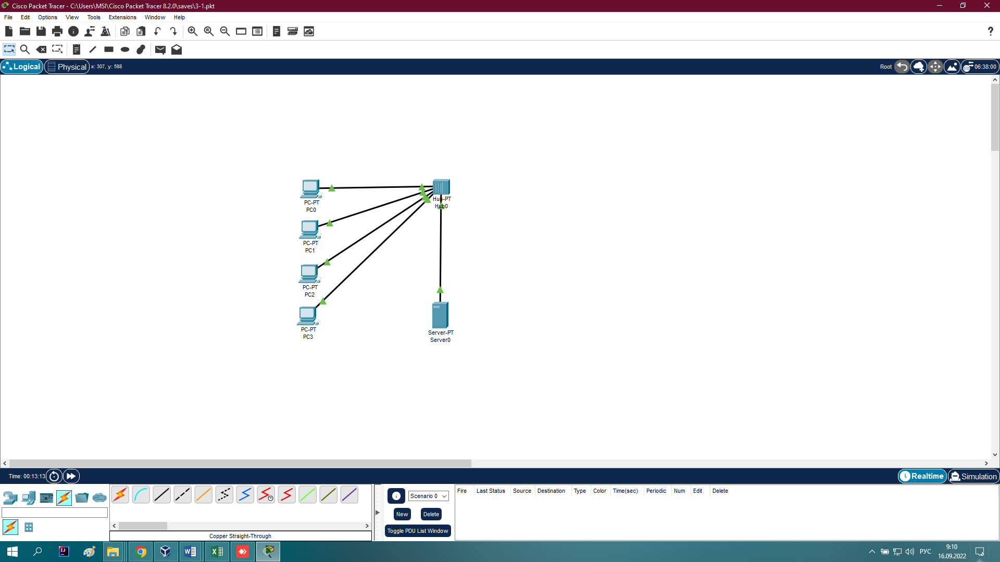 Cisco Packet Tracer - C:\Users\MSI\Cisco Packet Tracer 8.2.0\saves\3-1.pkt
File Edit Options View Tools Extensions Window Help
Logical Physical x: 307, y: 588 Root 06:38:00
PC-PT
PC0
Hub-PT
Hub0
PC-PT
PC1
PC-PT
PC2
PC-PT
PC3
Server-PT
Server0
Time: 00:13:13 Realtime Simulation
Scenario 0
New Delete
Toggle PDU List Window
Fire Last Status Source Destination Type Color Time(sec) Periodic Num Edit Delete
Copper Straight-Through
РУС
9:10
16.09.2022